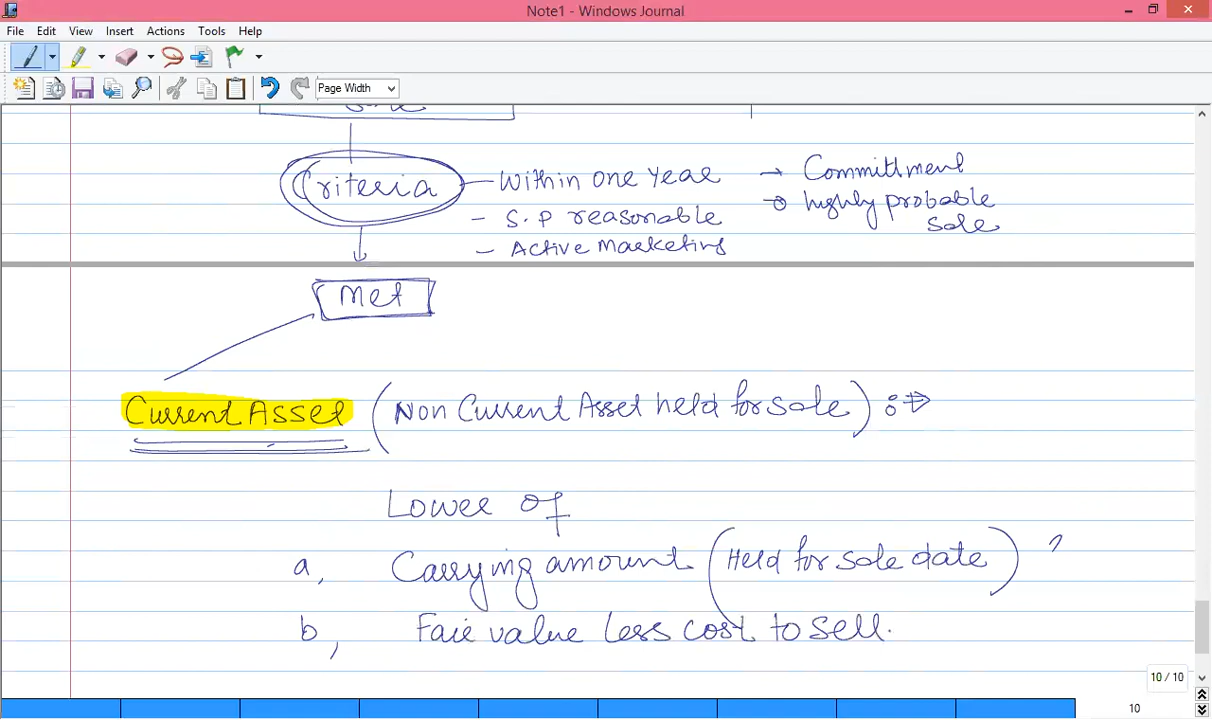 Note1 - Windows Journal
File Edit View Insert Actions Tools Help
Page Width
Criteria - Within one Year → Committment
- S.P reasonable → highly probable
sale
- Active Marketing
Met
Current Asset (Non Current Asset held for sale) :⇒
Lower of
a, Carrying amount (Held for sale date)
b, Fair value less cost to sell.
10 / 10
10